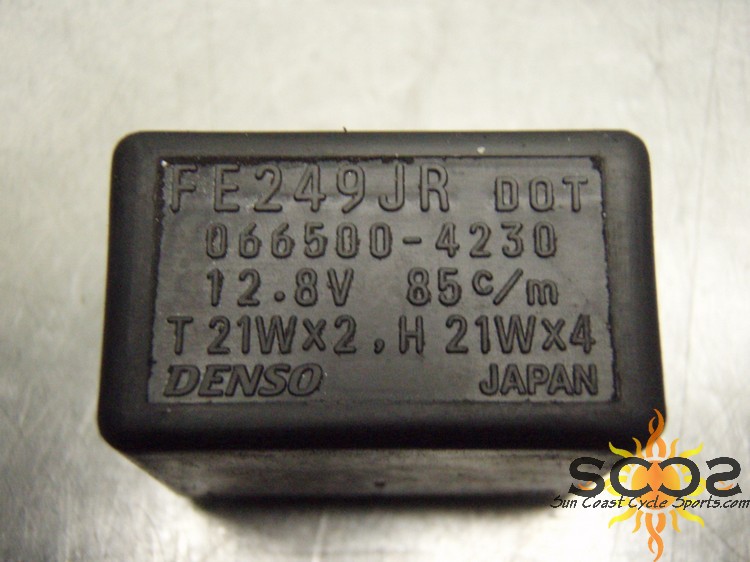 FE249JR DOT
066500-4230
12.8V 85c/m
T 21W×2, H 21W×4
DENSO JAPAN
SCCS
Sun Coast Cycle Sports.com